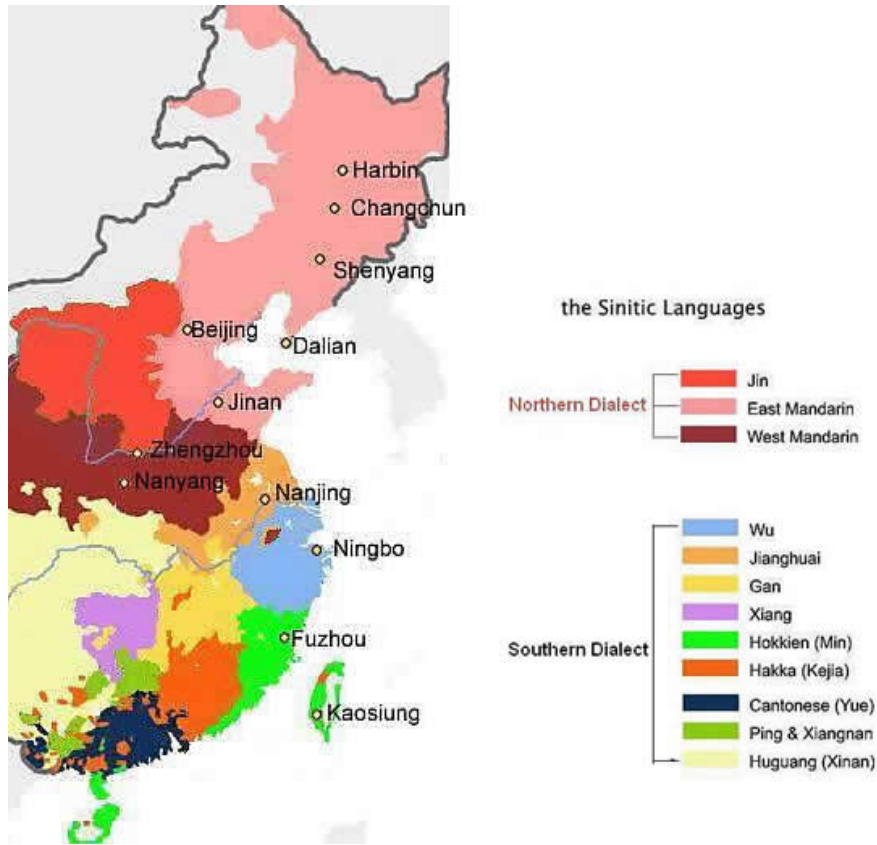 Harbin
Changchun
Shenyang
Beijing
Dalian
Jinan
Zhengzhou
Nanyang
Nanjing
Ningbo
Fuzhou
Kaosiung
the Sinitic Languages
Northern Dialect
Jin
East Mandarin
West Mandarin
Southern Dialect
Wu
Jianghuai
Gan
Xiang
Hokkien (Min)
Hakka (Kejia)
Cantonese (Yue)
Ping & Xiangnan
Huguang (Xinan)